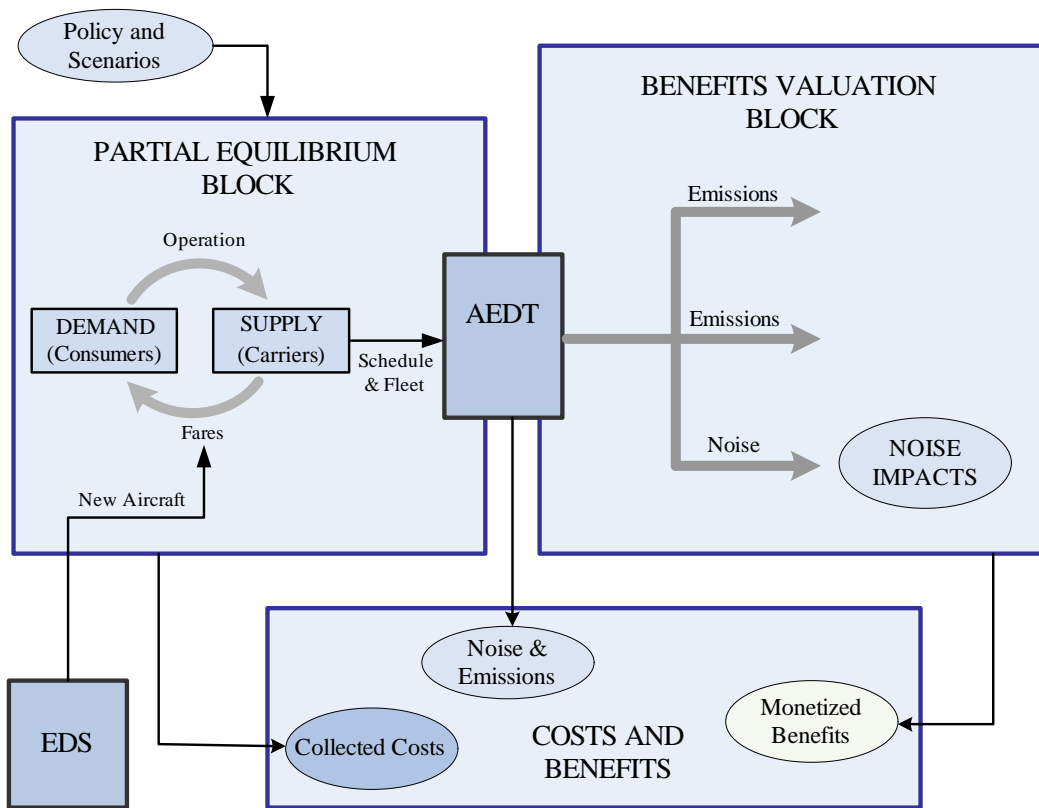 Policy and
Scenarios
PARTIAL EQUILIBRIUM
BLOCK
Operation
DEMAND
(Consumers)
SUPPLY
(Carriers)
Schedule
& Fleet
Fares
New Aircraft
EDS
AEDT
BENEFITS VALUATION
BLOCK
Emissions
Emissions
Noise
NOISE
IMPACTS
Noise &
Emissions
Collected Costs
COSTS AND
BENEFITS
Monetized
Benefits